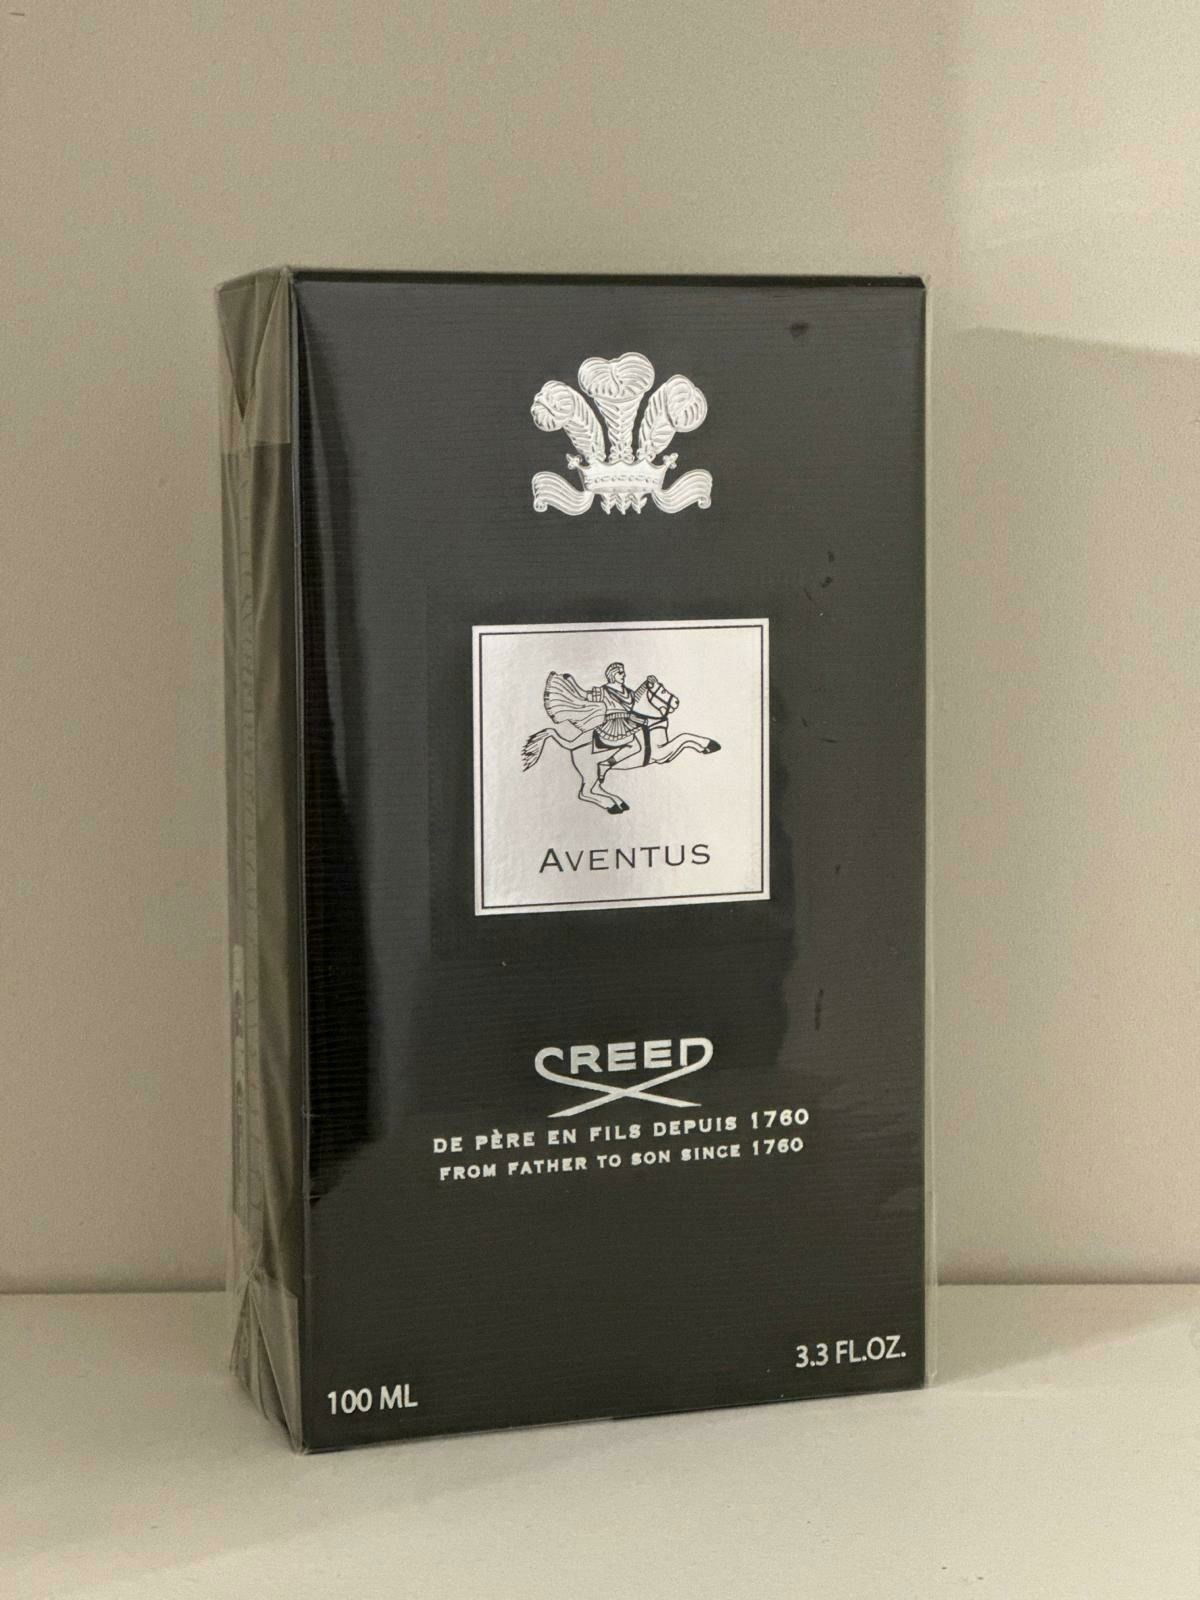 AVENTUS
CREED
DE PÈRE EN FILS DEPUIS 1760
FROM FATHER TO SON SINCE 1760
100 ML
3.3 FL.OZ.